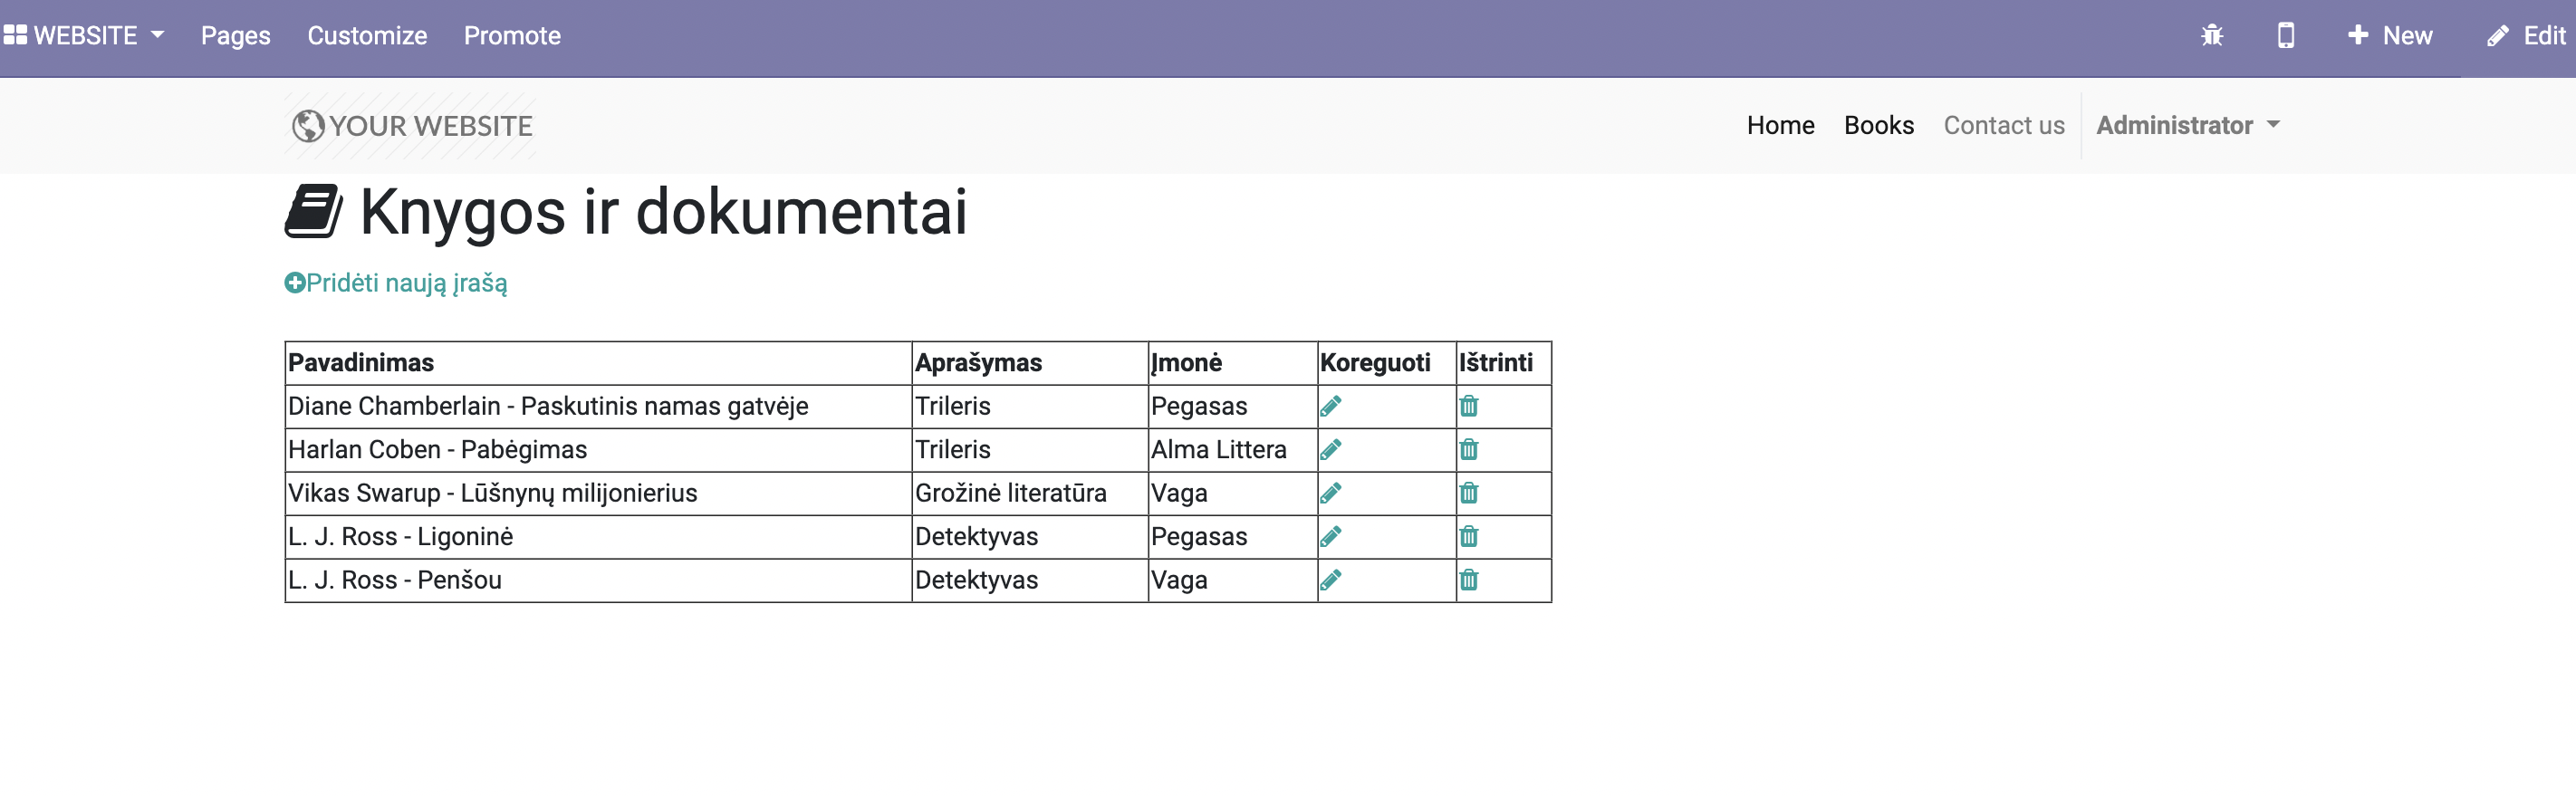 WEBSITE Pages Customize Promote New Edit
YOUR WEBSITE Home Books Contact us Administrator
Knygos ir dokumentai
Pridėti naują įrašą
Pavadinimas Aprašymas Įmonė Koreguoti Ištrinti
Diane Chamberlain - Paskutinis namas gatvėje Trileris Pegasas
Harlan Coben - Pabėgimas Trileris Alma Littera
Vikas Swarup - Lūšnynų milijonierius Grožinė literatūra Vaga
L. J. Ross - Ligoninė Detektyvas Pegasas
L. J. Ross - Penšou Detektyvas Vaga